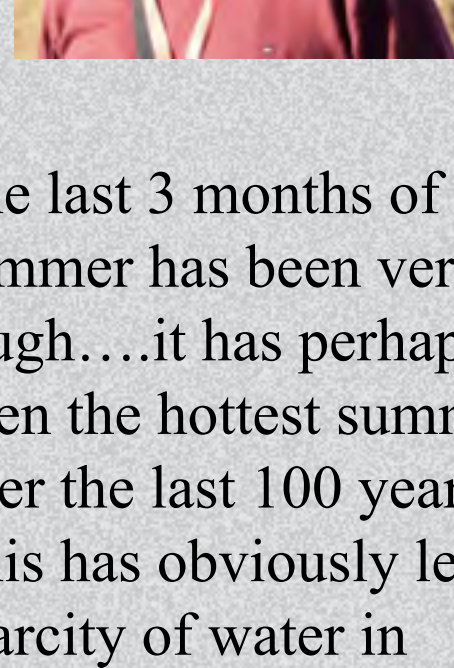 e last 3 months of
mmer has been ver
ugh….it has perhap
en the hottest summ
er the last 100 year
is has obviously le
arcity of water in